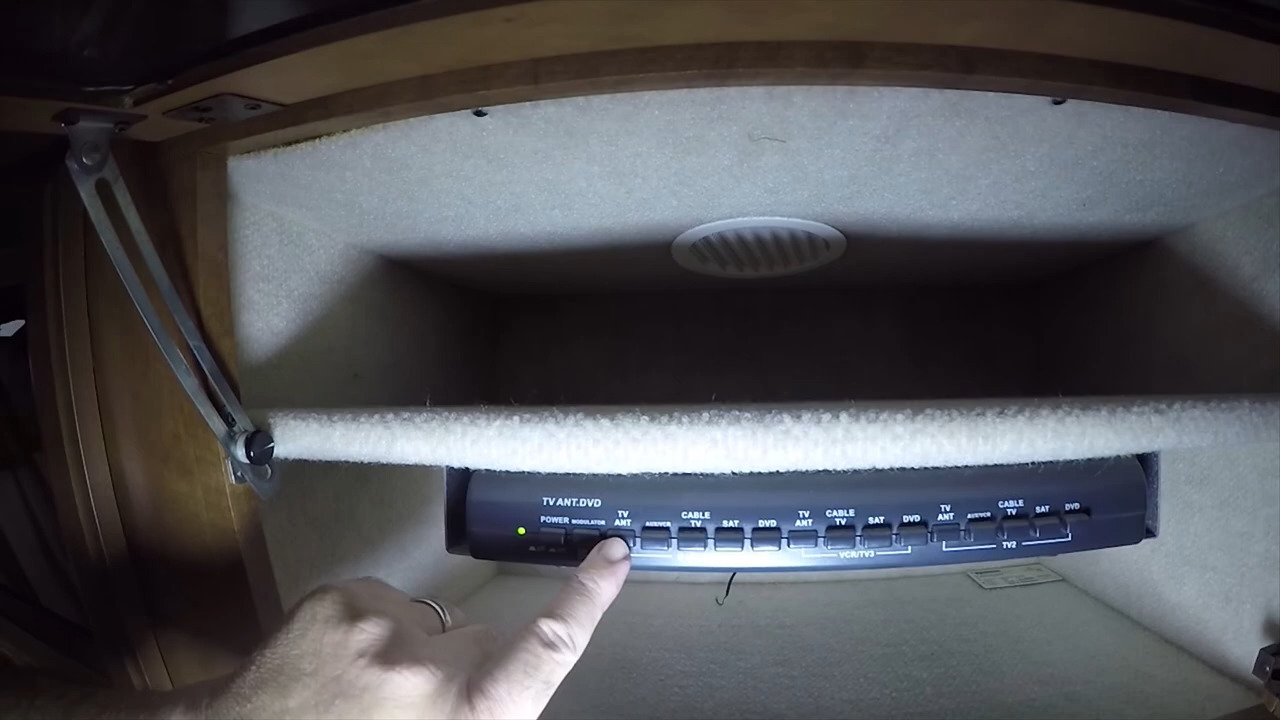 TV ANT.DVD
POWER MODULATOR TV ANT AUX/VCR CABLE TV SAT DVD TV ANT CABLE TV SAT DVD TV ANT AUX/VCR CABLE TV SAT DVD
VCR/TV3 TV2